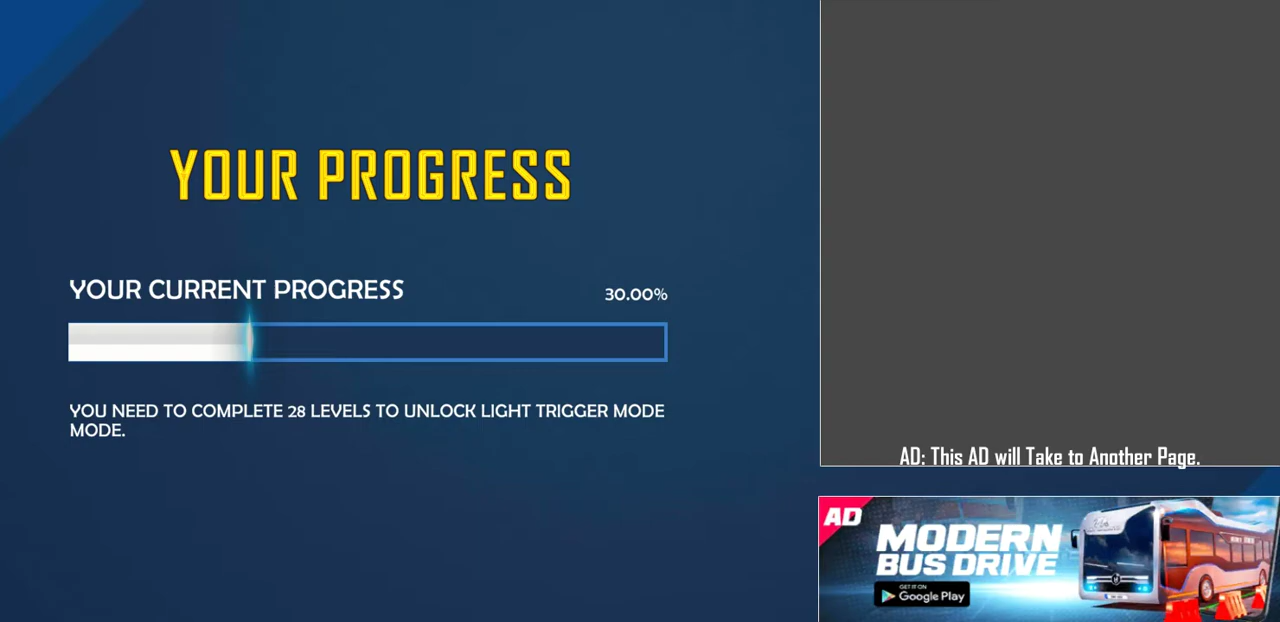 YOUR PROGRESS
YOUR CURRENT PROGRESS
30.00%
YOU NEED TO COMPLETE 28 LEVELS TO UNLOCK LIGHT TRIGGER MODE
MODE.
AD: This AD will Take to Another Page.
AD
MODERN
BUS DRIVE
GET IT ON
Google Play